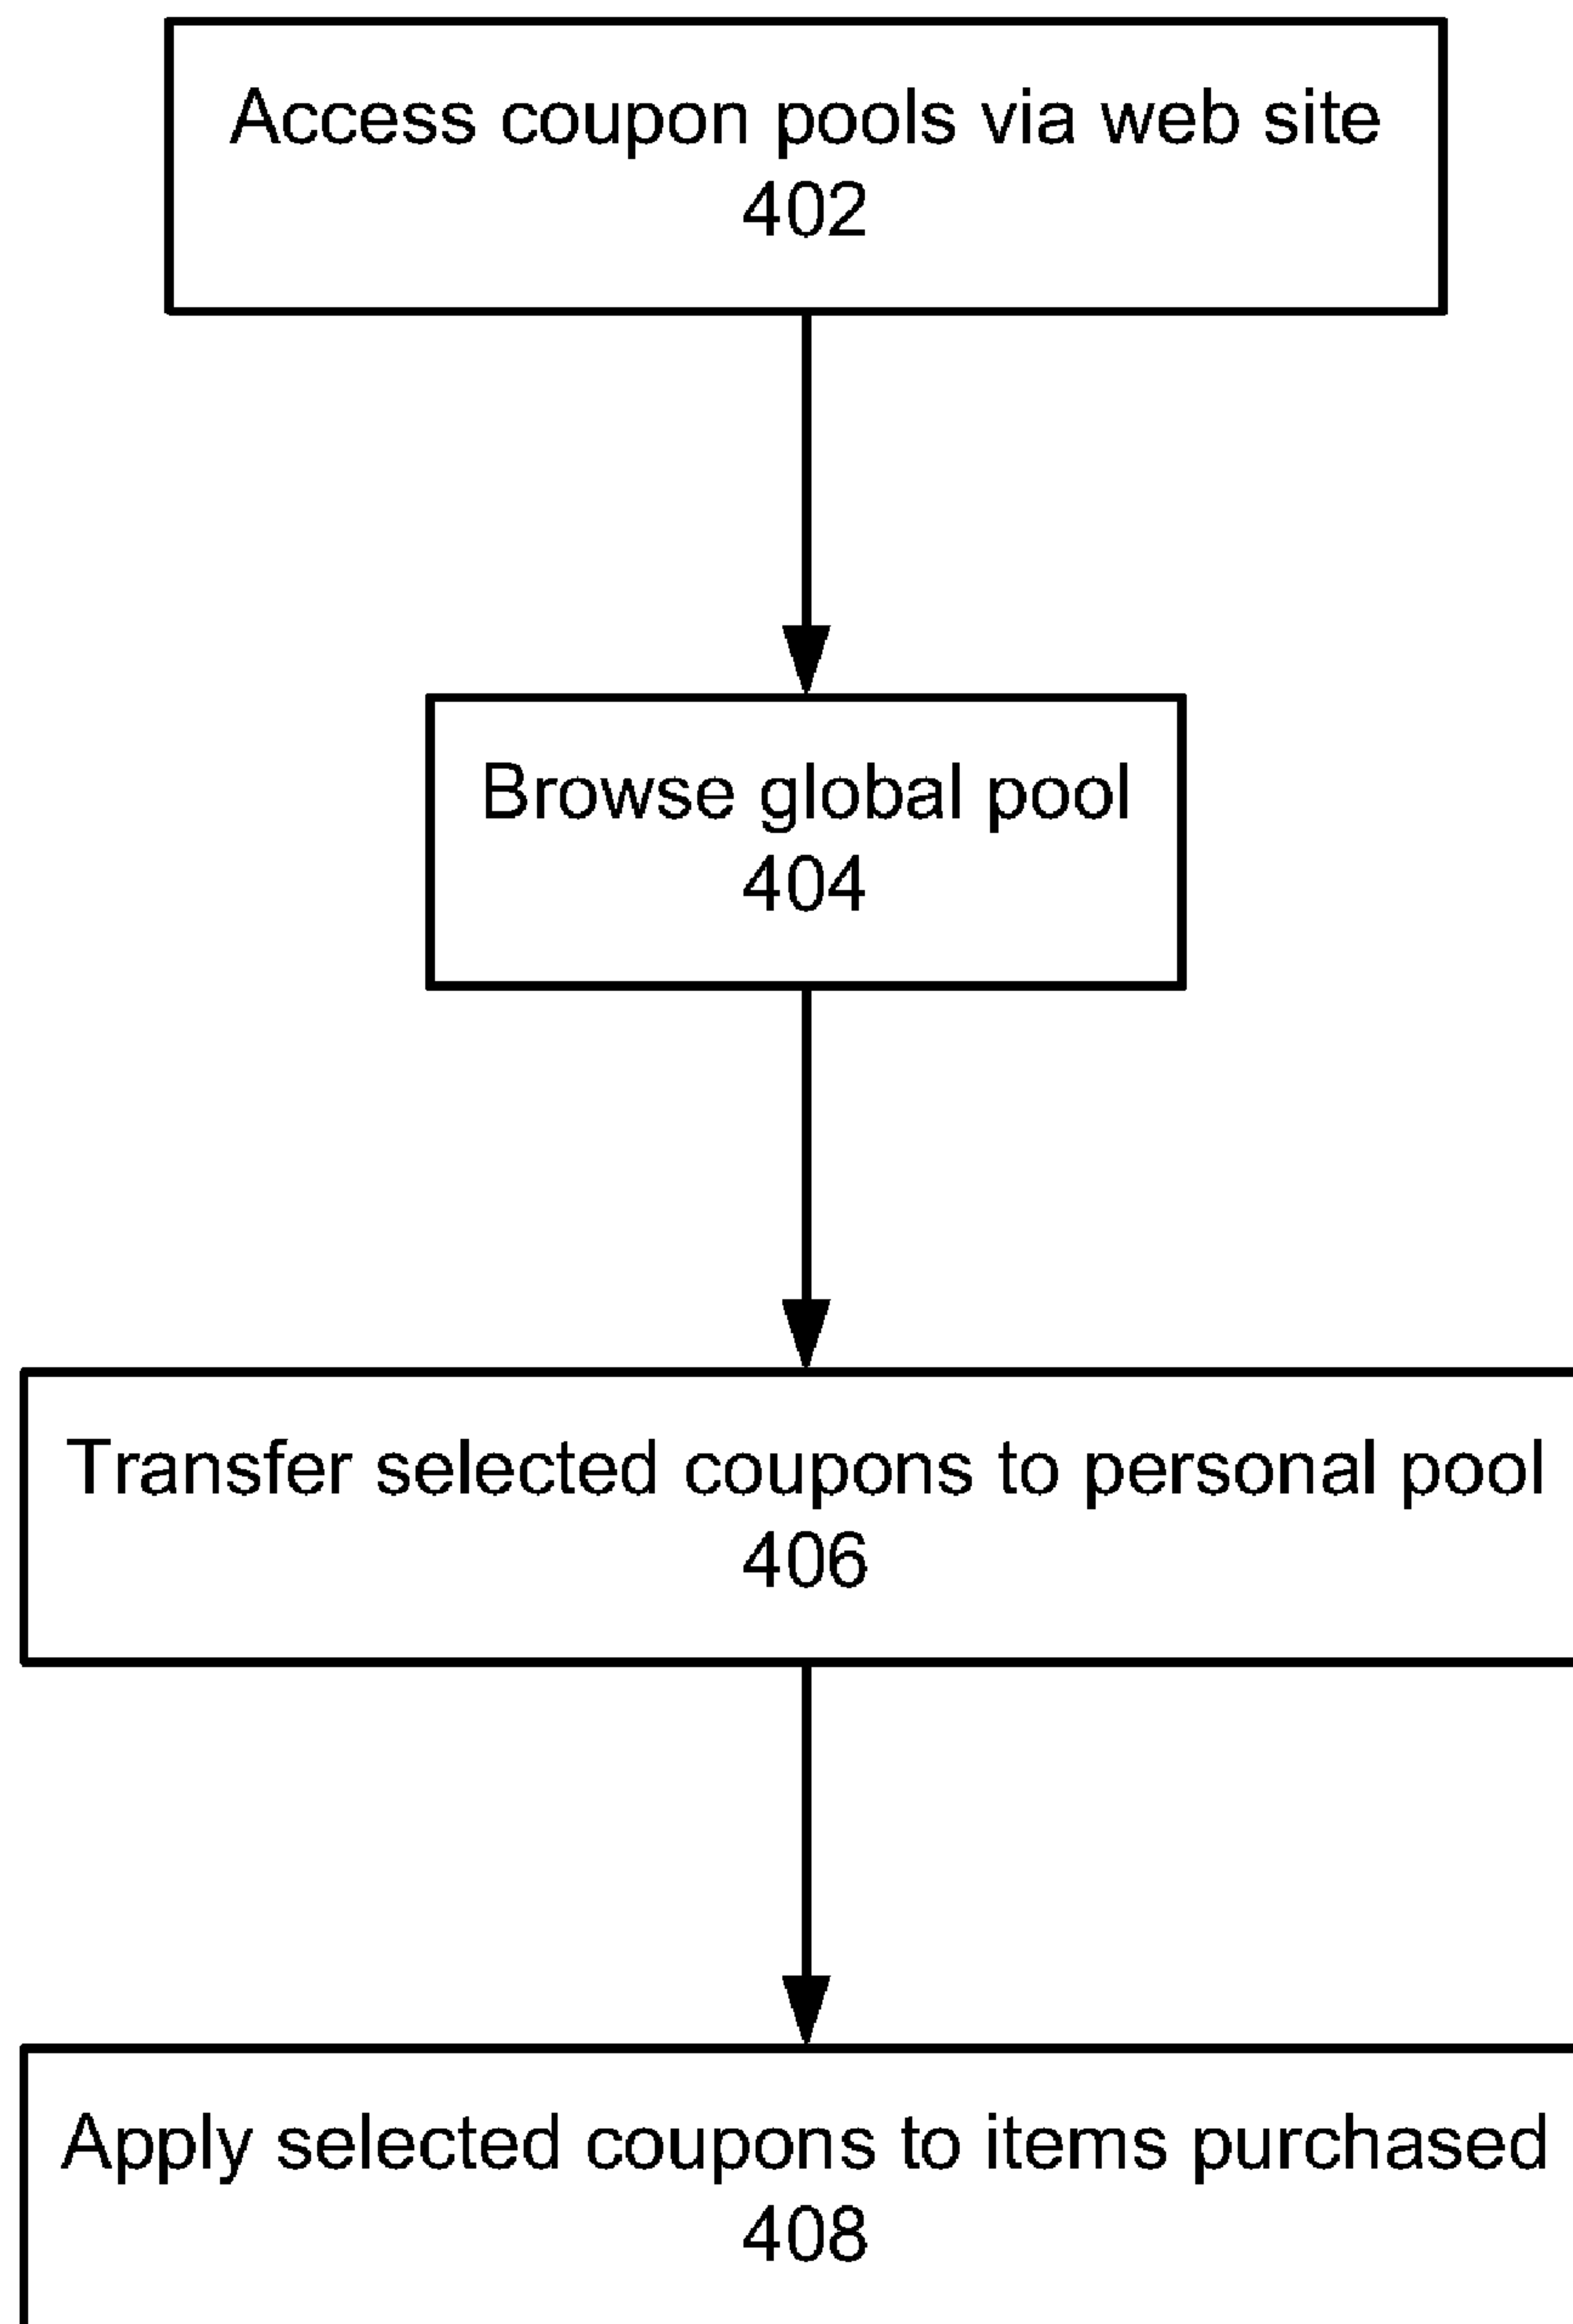 Access coupon pools via web site
402
Browse global pool
404
Transfer selected coupons to personal pool
406
Apply selected coupons to items purchased
408